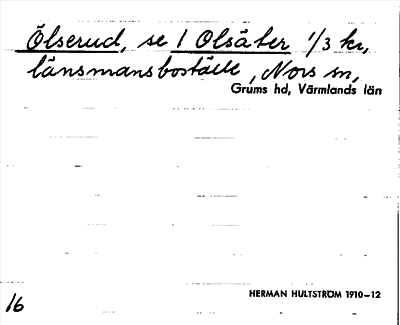 Ölserud, se 1 Olsäter 1/3 kr,
länsmansboställe, Nors sn,
Grums hd, Värmlands län
HERMAN HULTSTRÖM 1910–12
16